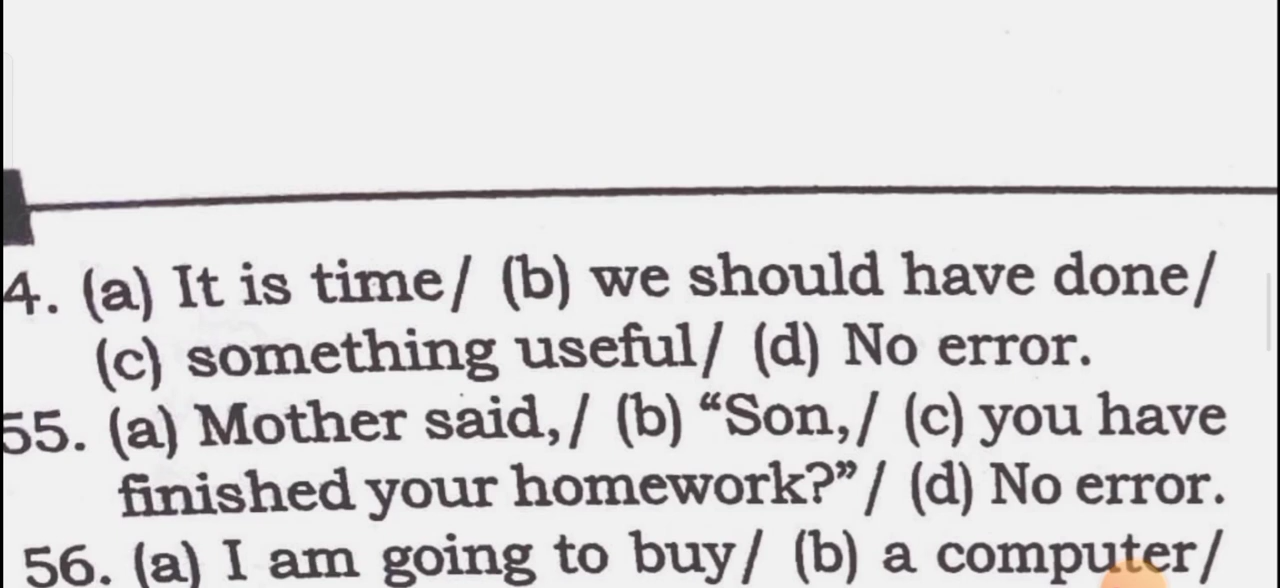 4. (a) It is time/ (b) we should have done/
(c) something useful/ (d) No error.
55. (a) Mother said,/ (b) “Son,/ (c) you have
finished your homework?”/ (d) No error.
56. (a) I am going to buy/ (b) a computer/